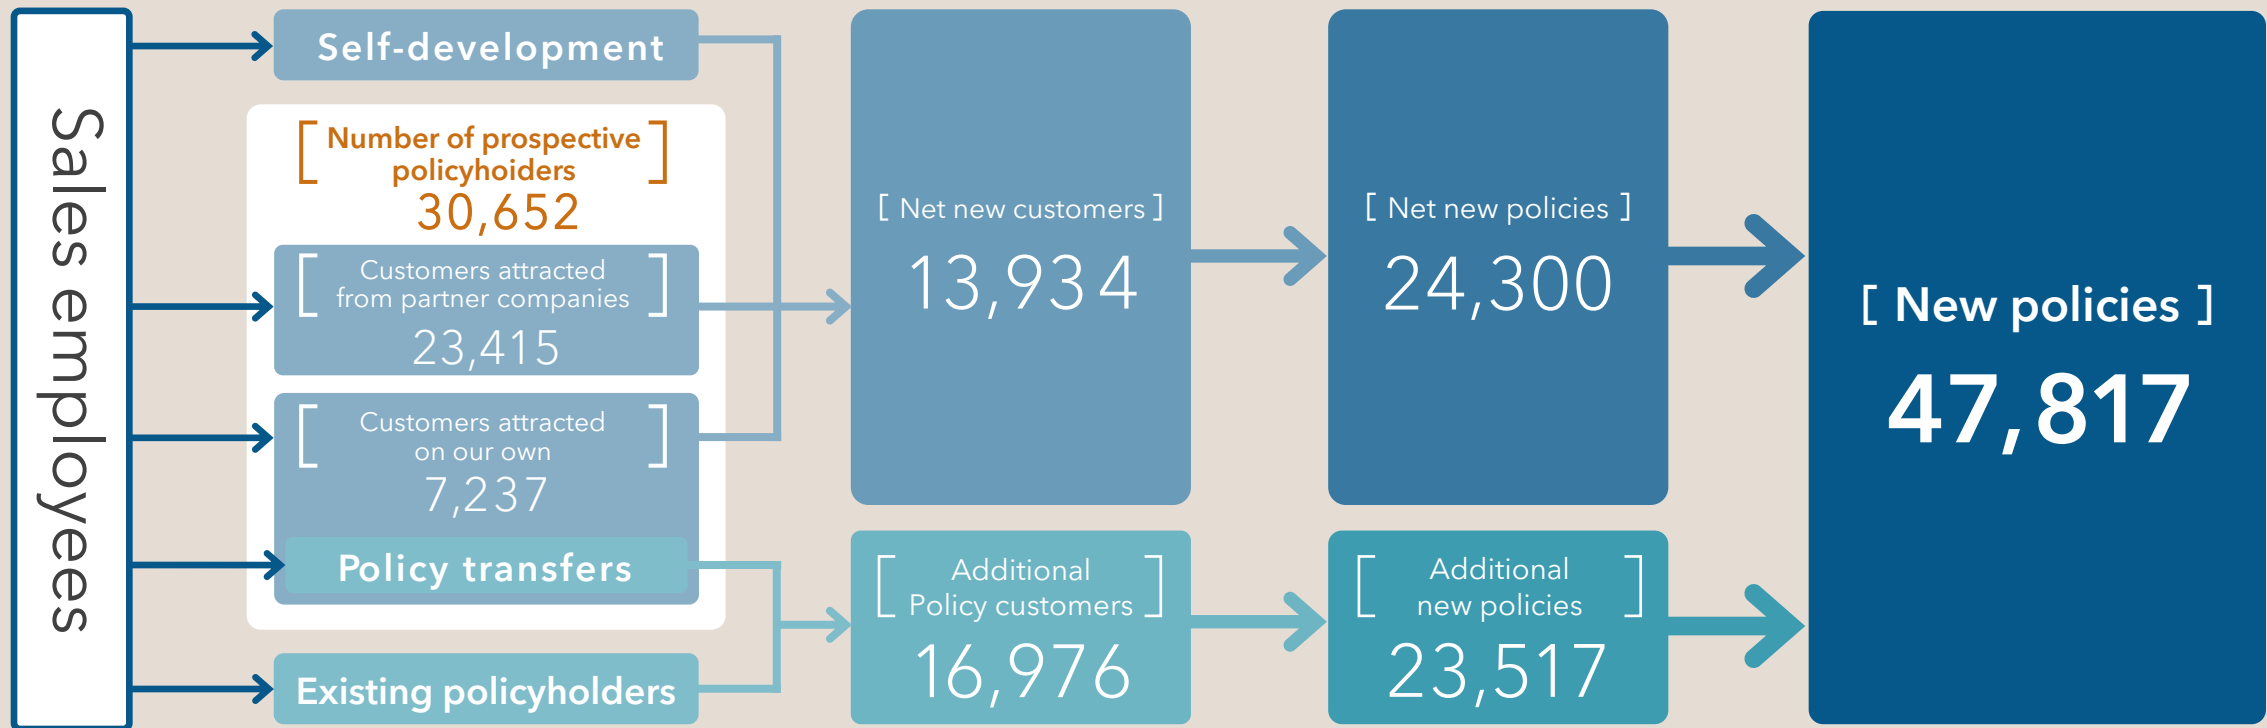 Sales employees
Self-development
[ Number of prospective
policyhoiders ]
30,652
[ Customers attracted
from partner companies ]
23,415
[ Customers attracted
on our own ]
7,237
Policy transfers
Existing policyholders
[ Net new customers ]
13,934
[ Additional
Policy customers ]
16,976
[ Net new policies ]
24,300
[ Additional
new policies ]
23,517
[ New policies ]
47,817